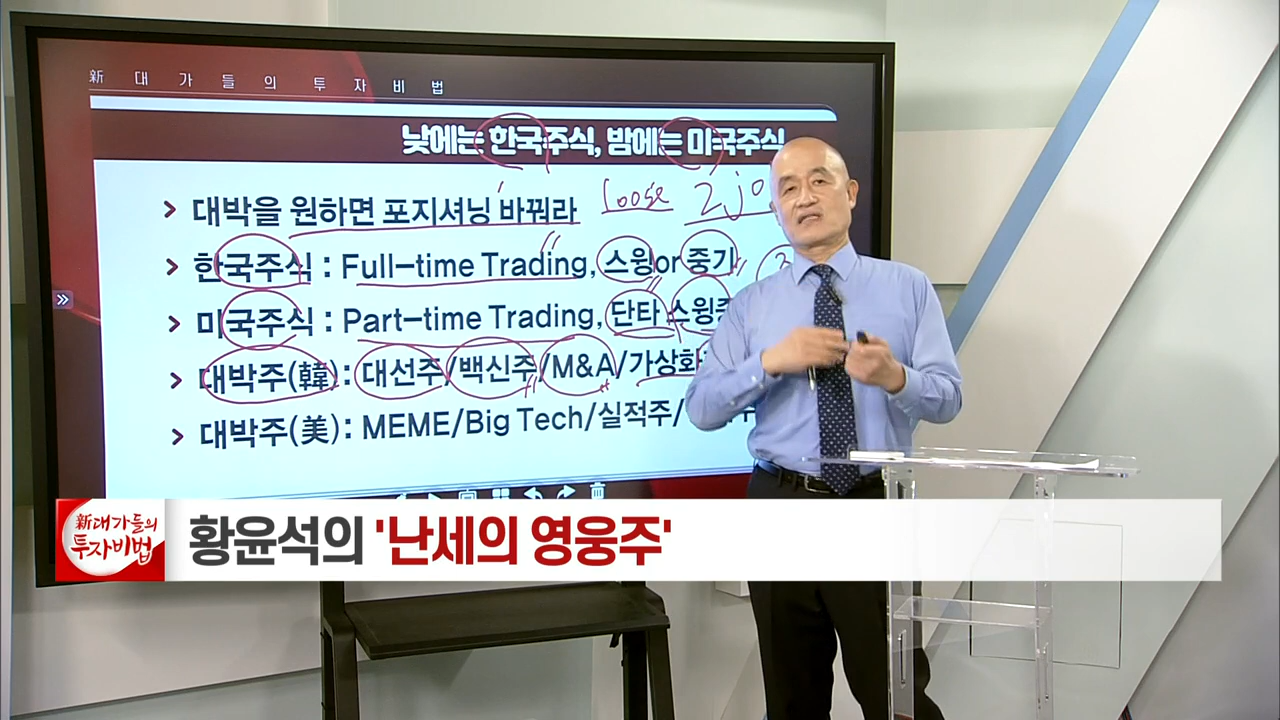 新 대 가 들 의 투 자 비 법
낮에는 한국주식, 밤에는 미국주식
대박을 원하면 포지셔닝 바꿔라 loose 2jo
한국주식 : Full-time Trading, 스윙or 중기
미국주식 : Part-time Trading, 단타 스윙
대박주(韓) : 대선주/백신주/M&A/가상화
대박주(美) : MEME/Big Tech/실적주/
新대가들의
투자비법
황윤석의 '난세의 영웅주'